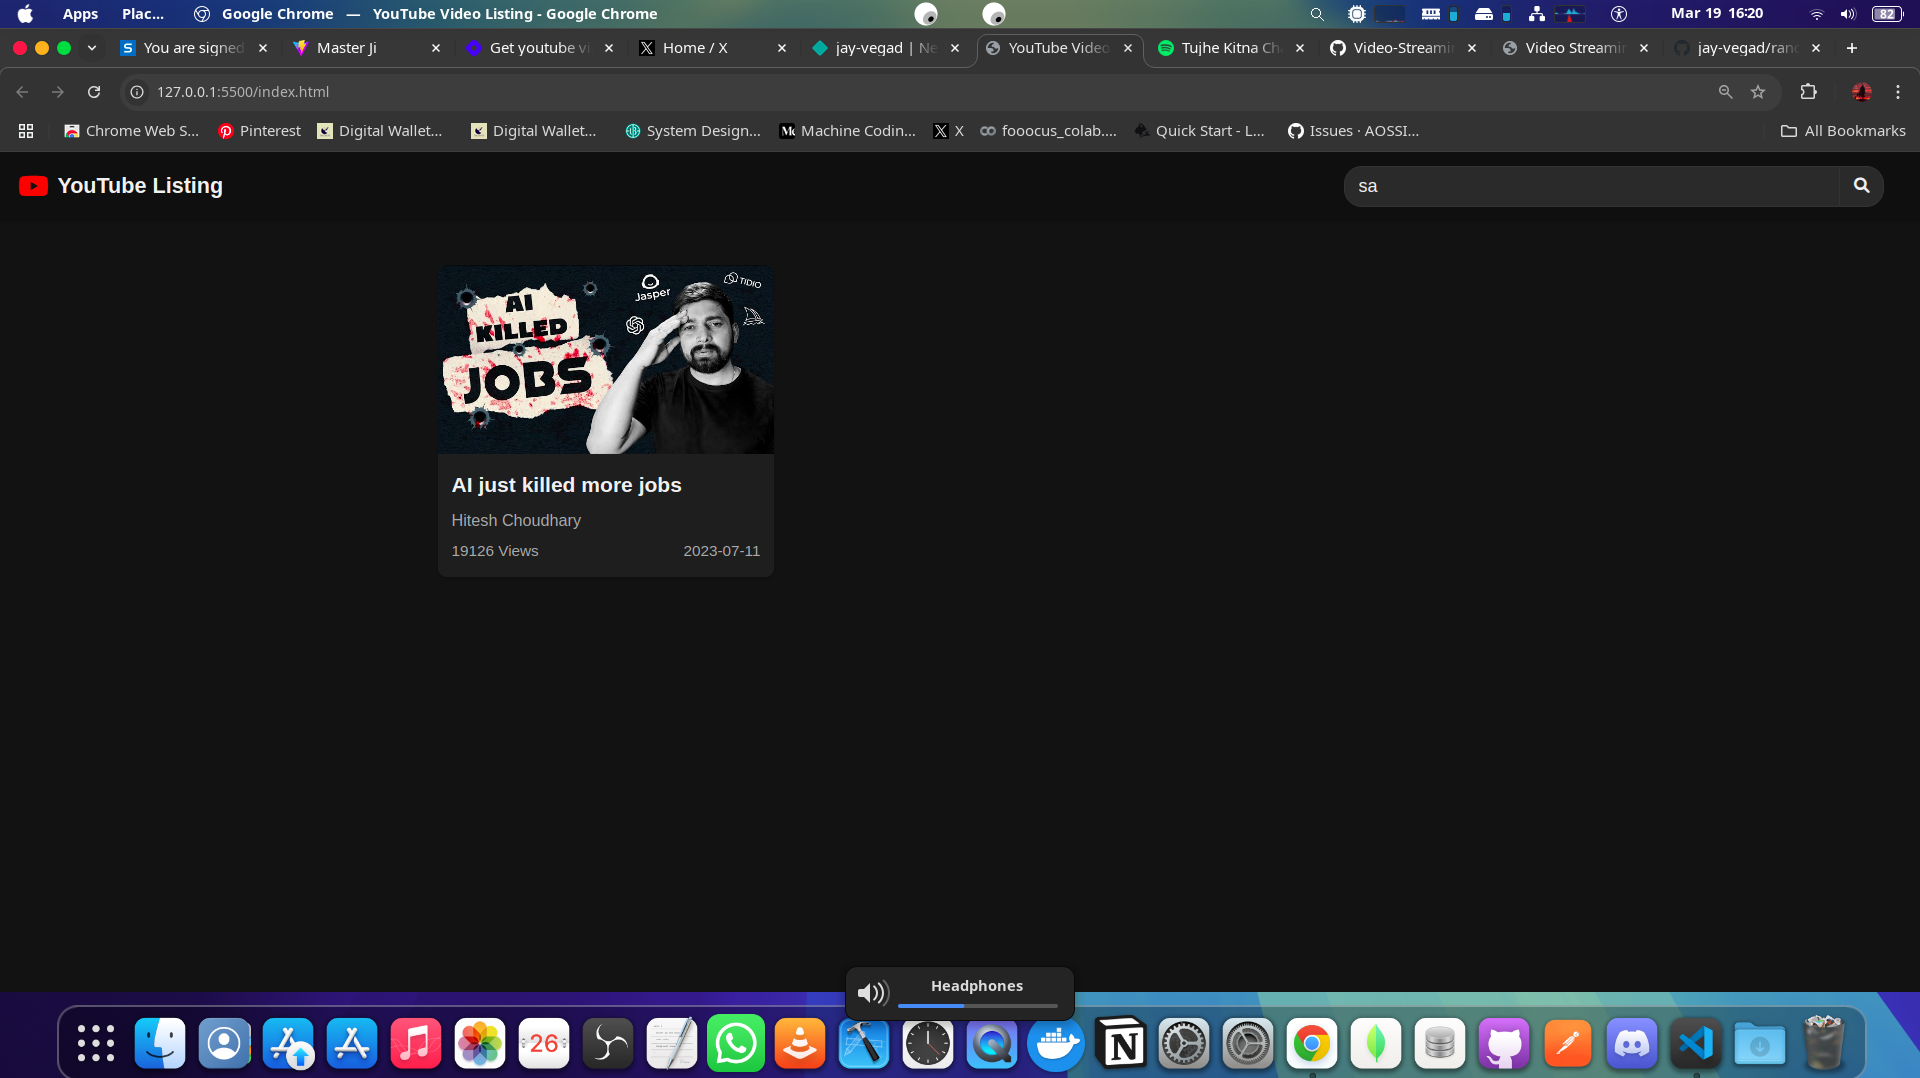 Apps Plac... Google Chrome — YouTube Video Listing - Google Chrome Mar 19 16:20 82
You are signed Master Ji Get youtube vi Home / X jay-vegad | Ne YouTube Video Tujhe Kitna Ch Video-Streami Video Streamin jay-vegad/ran
127.0.0.1:5500/index.html
Chrome Web S... Pinterest Digital Wallet... Digital Wallet... System Design... Machine Codin... X fooocus_colab.... Quick Start - L... Issues · AOSSI... All Bookmarks
YouTube Listing
sa
Jasper
TIDIO
AI
KILLED
JOBS
AI just killed more jobs
Hitesh Choudhary
19126 Views 2023-07-11
Headphones
26